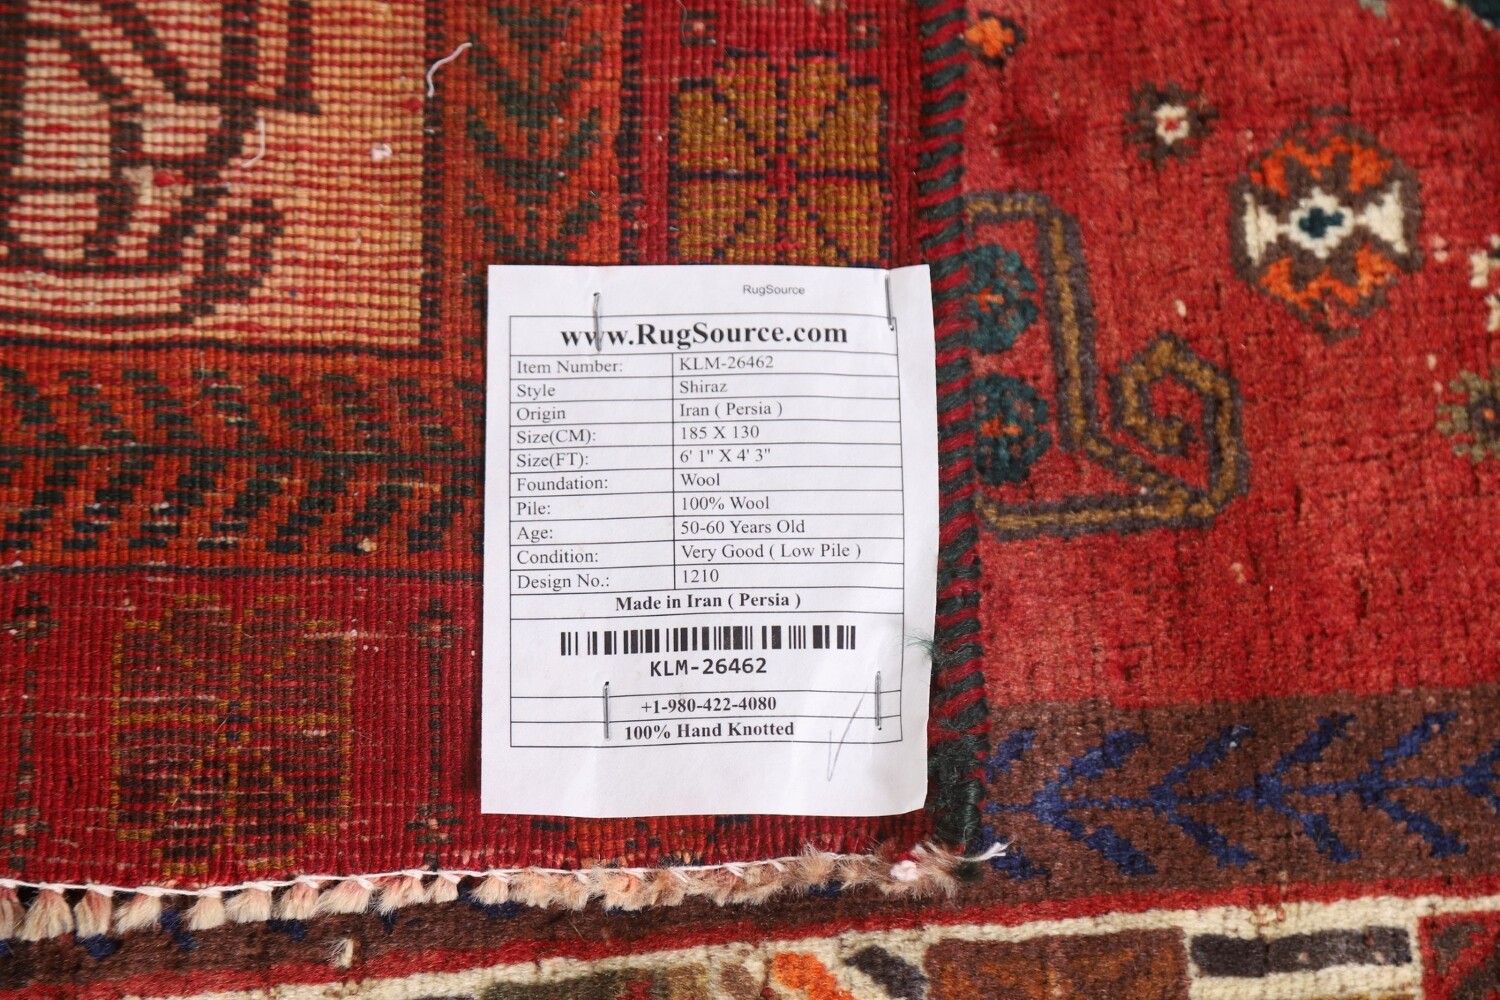 RugSource
www.RugSource.com
Item Number: KLM-26462
Style Shiraz
Origin Iran ( Persia )
Size(CM): 185 X 130
Size(FT): 6' 1" X 4' 3"
Foundation: Wool
Pile: 100% Wool
Age: 50-60 Years Old
Condition: Very Good ( Low Pile )
Design No.: 1210
Made in Iran ( Persia )
KLM-26462
+1-980-422-4080
100% Hand Knotted